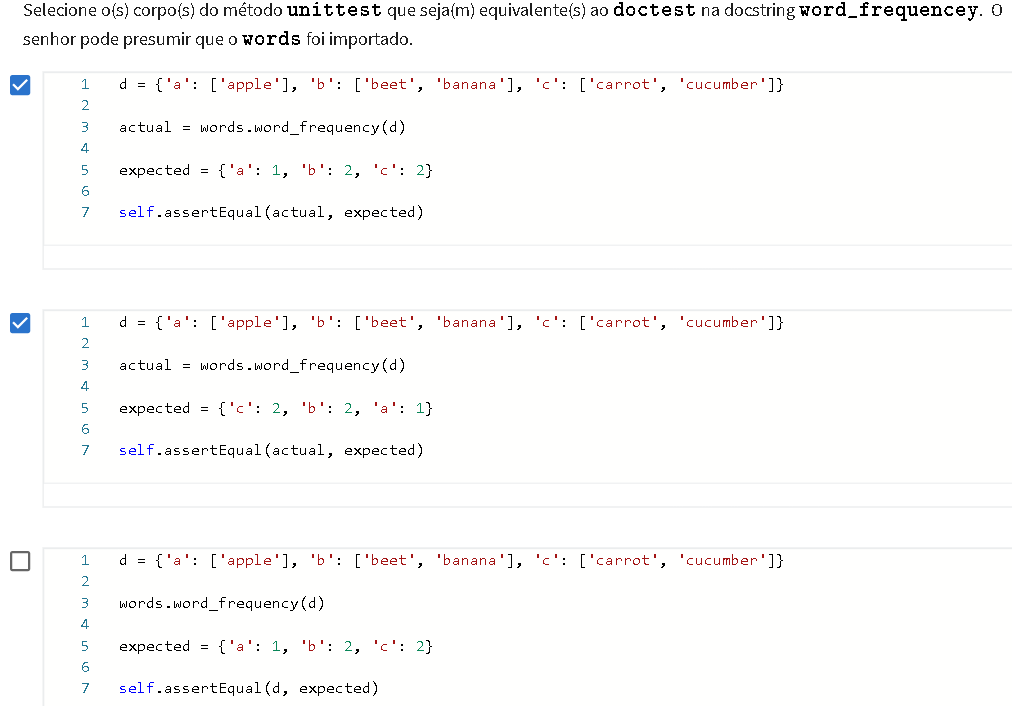 Selecione o(s) corpo(s) do método unittest que seja(m) equivalente(s) ao doctest na docstring word_frequencey. O
senhor pode presumir que o words foi importado.
1 d = {'a': ['apple'], 'b': ['beet', 'banana'], 'c': ['carrot', 'cucumber']}
2
3 actual = words.word_frequency(d)
4
5 expected = {'a': 1, 'b': 2, 'c': 2}
6
7 self.assertEqual(actual, expected)
1 d = {'a': ['apple'], 'b': ['beet', 'banana'], 'c': ['carrot', 'cucumber']}
2
3 actual = words.word_frequency(d)
4
5 expected = {'c': 2, 'b': 2, 'a': 1}
6
7 self.assertEqual(actual, expected)
1 d = {'a': ['apple'], 'b': ['beet', 'banana'], 'c': ['carrot', 'cucumber']}
2
3 words.word_frequency(d)
4
5 expected = {'a': 1, 'b': 2, 'c': 2}
6
7 self.assertEqual(d, expected)